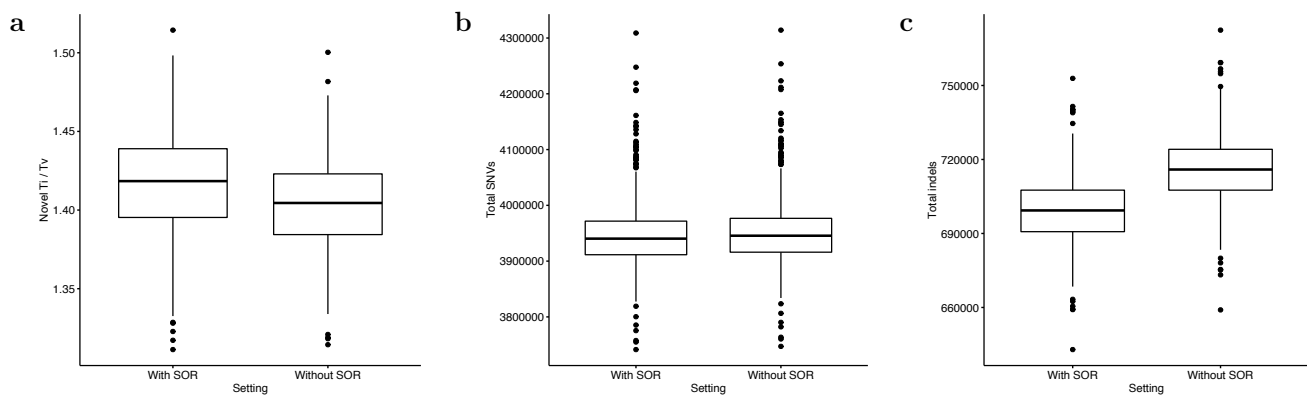 a
Novel Ti / Tv
1.50
1.45
1.40
1.35
With SOR
Without SOR
Setting
b
Total SNVs
4300000
4200000
4100000
4000000
3900000
3800000
With SOR
Without SOR
Setting
c
Total indels
750000
720000
690000
660000
With SOR
Without SOR
Setting